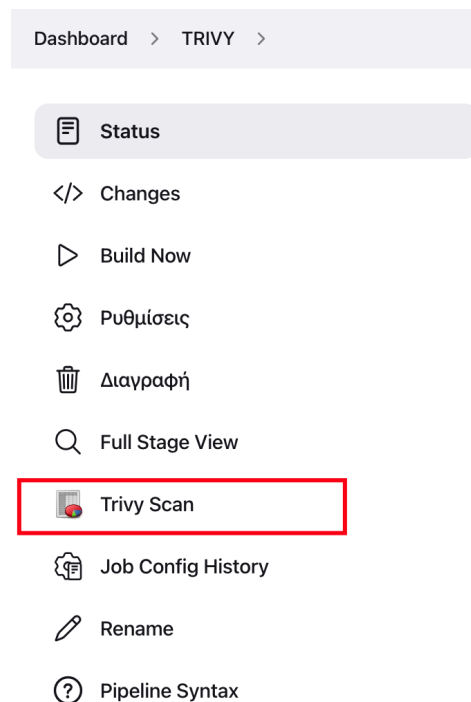 Dashboard > TRIVY >
Status
Changes
Build Now
Ρυθμίσεις
Διαγραφή
Full Stage View
Trivy Scan
Job Config History
Rename
Pipeline Syntax